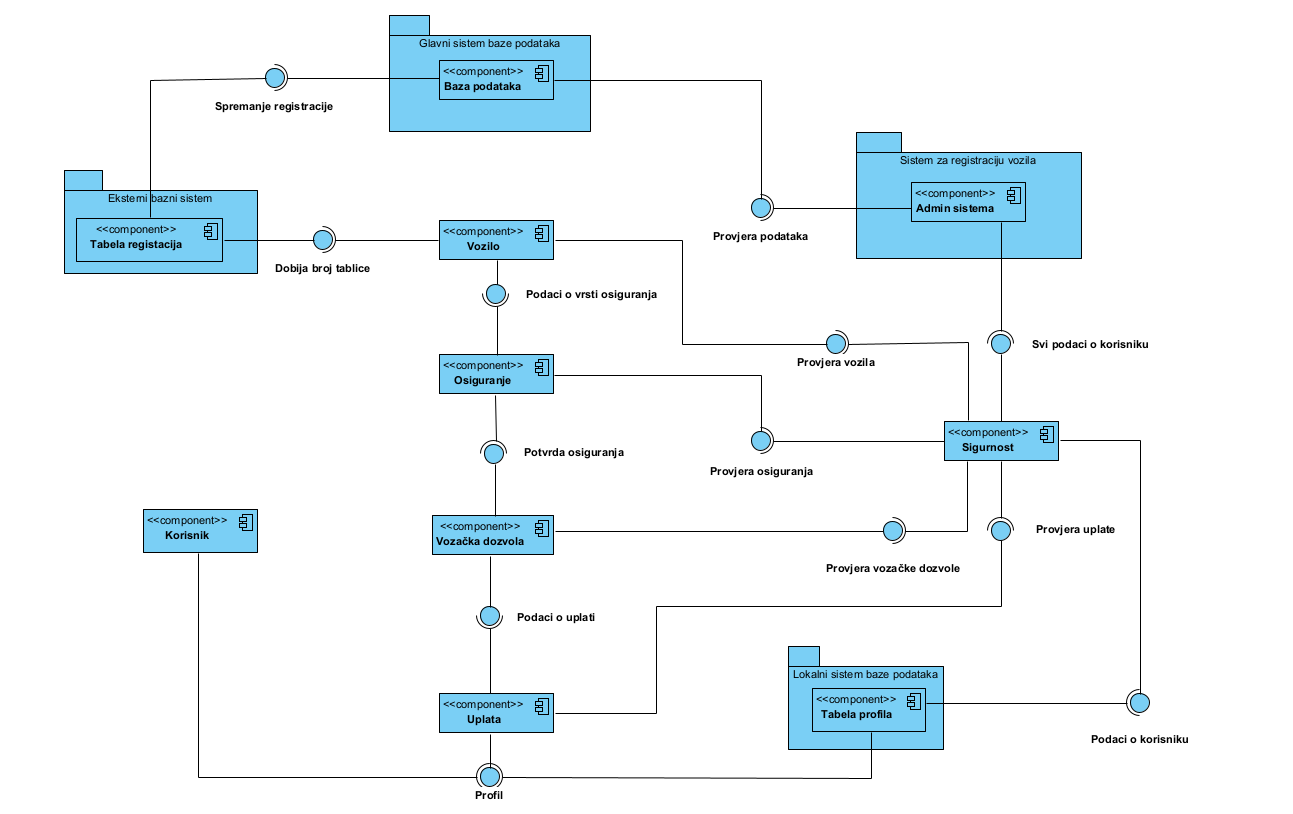 Glavni sistem baze podataka
<<component>>
Baza podataka
Spremanje registracije
Sistem za registraciju vozila
<<component>>
Admin sistema
Eksterni bazni sistem
<<component>>
Tabela registacija
Provjera podataka
<<component>>
Vozilo
Dobija broj tablice
Podaci o vrsti osiguranja
Svi podaci o korisniku
Provjera vozila
<<component>>
Osiguranje
<<component>>
Sigurnost
Potvrda osiguranja
Provjera osiguranja
<<component>>
Korisnik
<<component>>
Vozačka dozvola
Provjera uplate
Provjera vozačke dozvole
Podaci o uplati
Lokalni sistem baze podataka
<<component>>
Tabela profila
<<component>>
Uplata
Podaci o korisniku
Profil